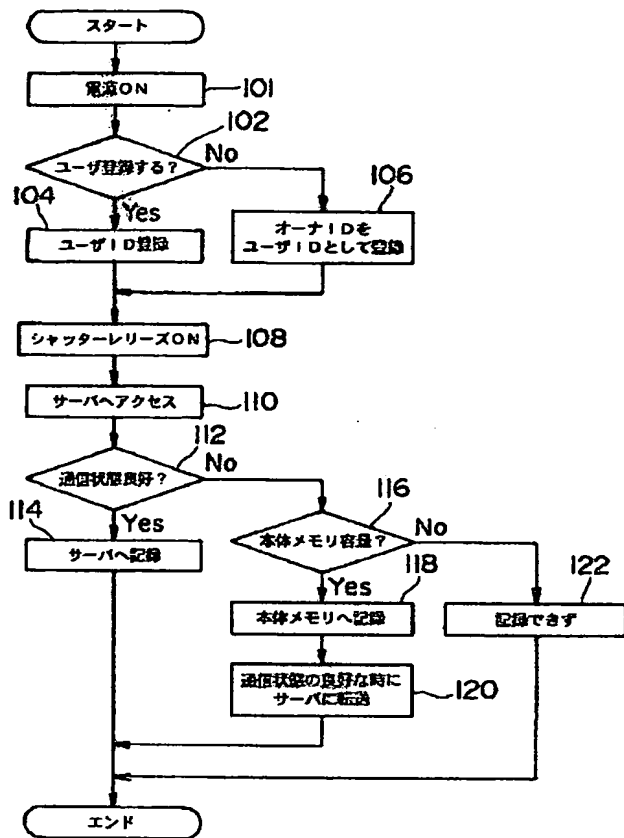 スタート
電源ON
101
102
ユーザ登録する?
No
104
Yes
106
ユーザID登録
オーナIDを
ユーザIDとして登録
シャッターレリーズON
108
サーバへアクセス
110
112
通信状態良好?
No
114
Yes
116
サーバへ記録
本体メモリ容量?
No
118
Yes
122
本体メモリへ記録
記録できず
通信状態の良好な時に
サーバに転送
120
エンド